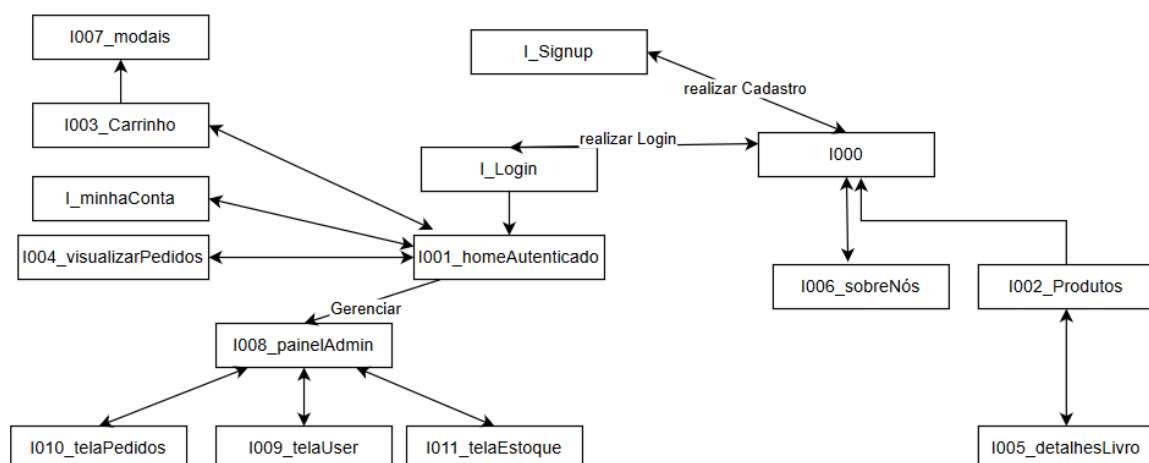 I007_modais
I_Signup
realizar Cadastro
I003_Carrinho
realizar Login
I000
I_Login
I_minhaConta
I001_homeAutenticado
I004_visualizarPedidos
I006_sobreNós
I002_Produtos
Gerenciar
I008_painelAdmin
I010_telaPedidos
I009_telaUser
I011_telaEstoque
I005_detalhesLivro